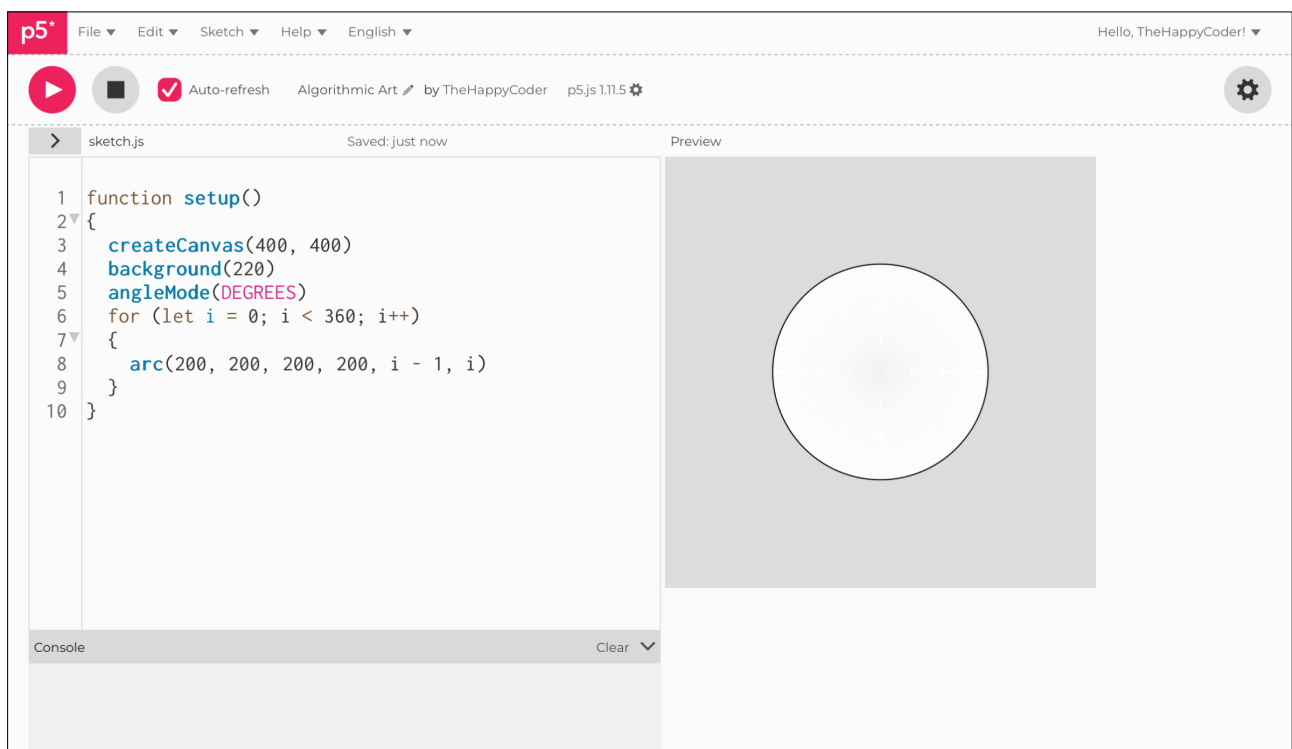 p5* File Edit Sketch Help English Hello, TheHappyCoder!
Auto-refresh Algorithmic Art by TheHappyCoder p5.js 1.11.5
sketch.js Saved: just now Preview
1 function setup()
2 {
3 createCanvas(400, 400)
4 background(220)
5 angleMode(DEGREES)
6 for (let i = 0; i < 360; i++)
7 {
8 arc(200, 200, 200, 200, i - 1, i)
9 }
10 }
Console Clear